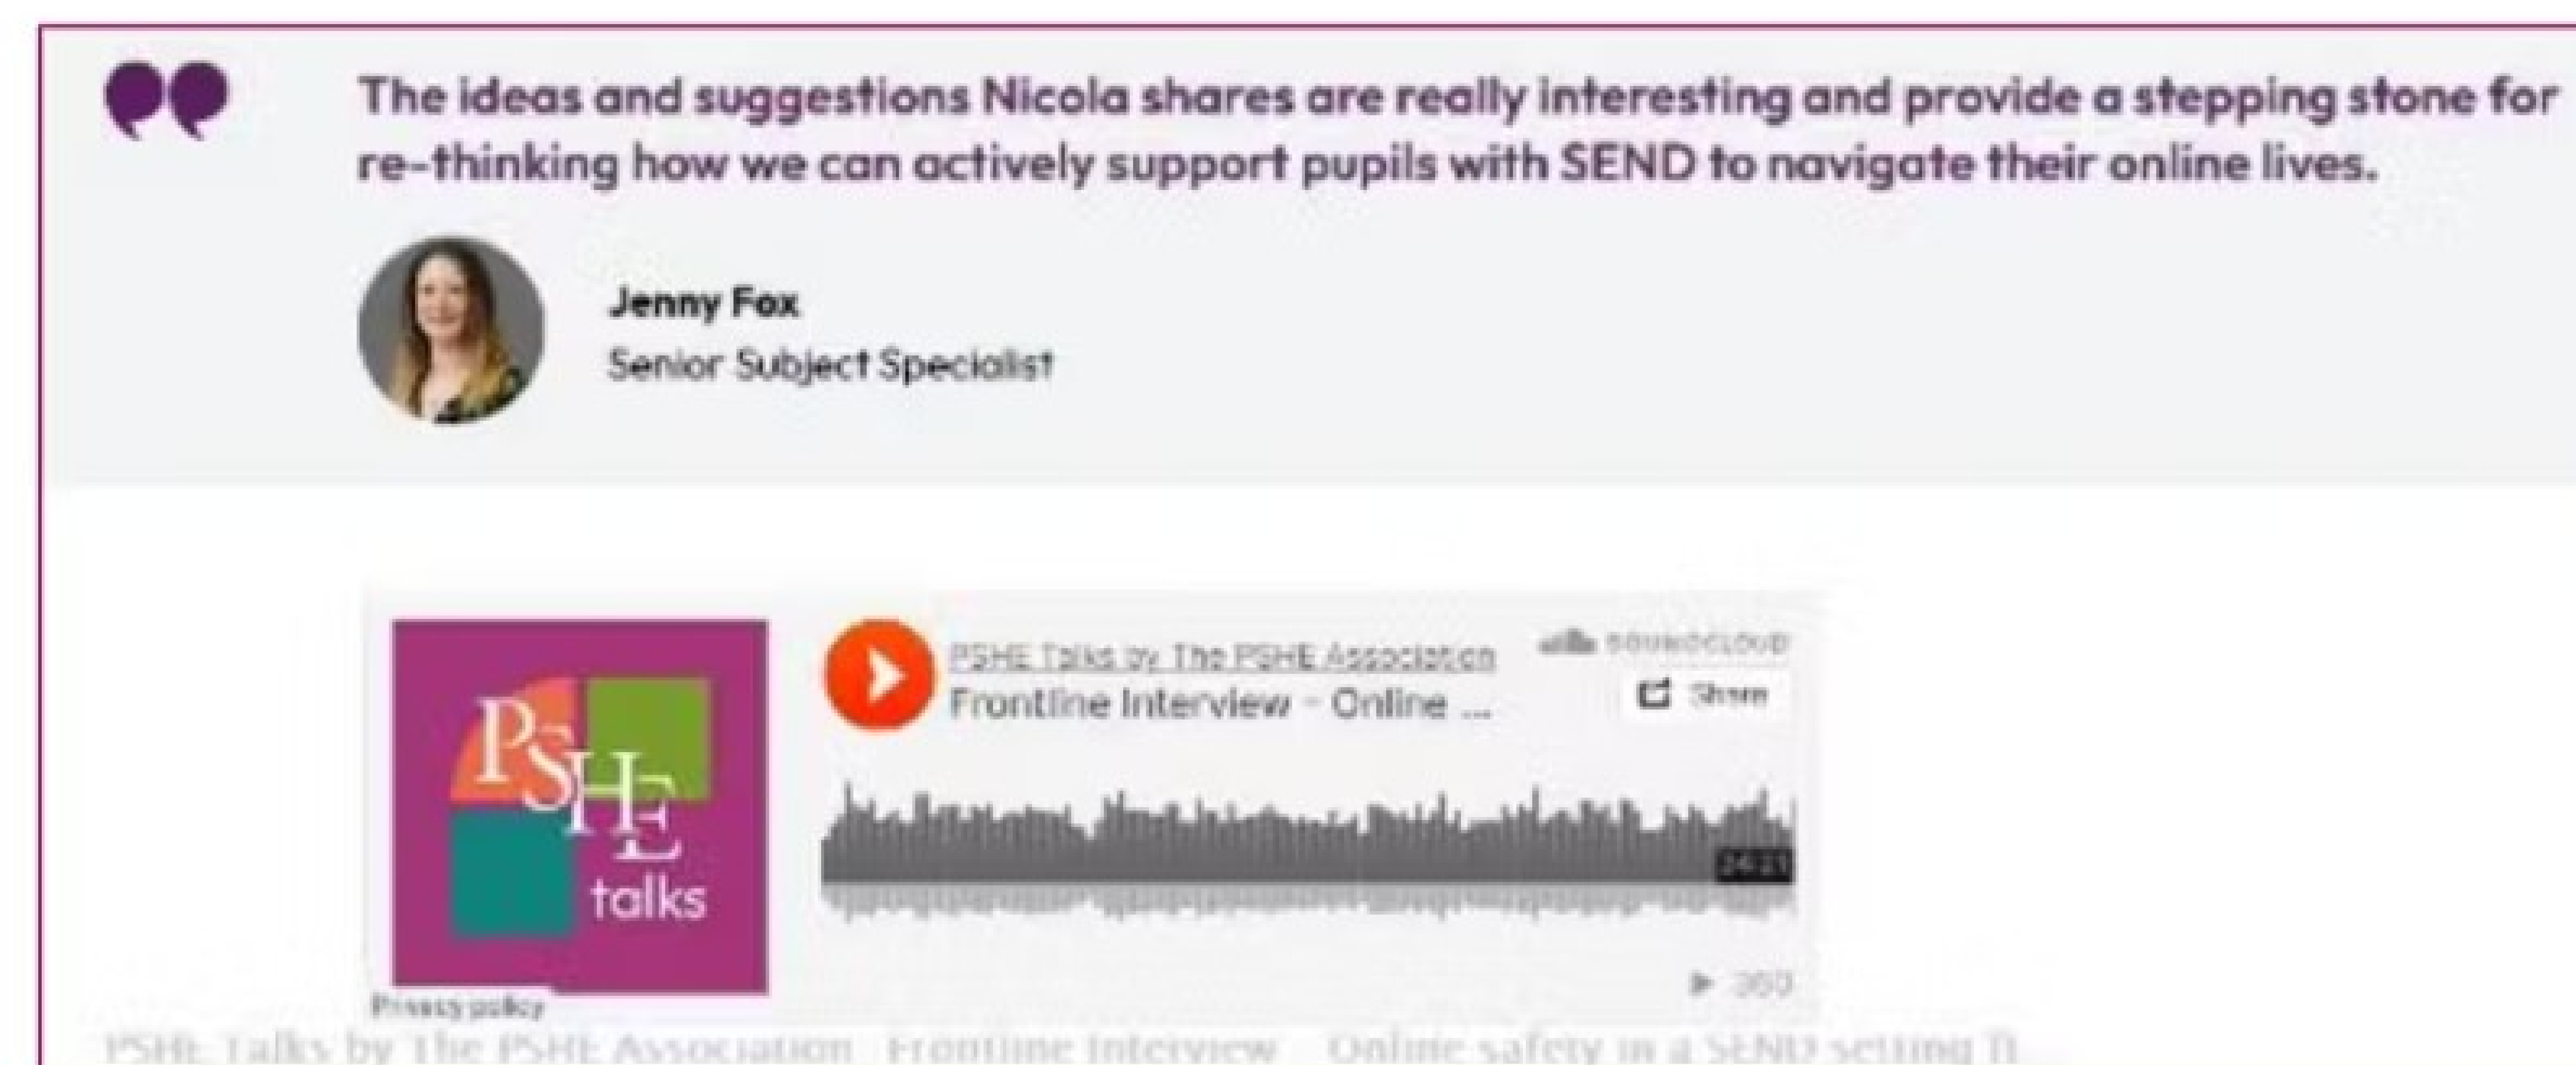 The ideas and suggestions Nicola shares are really interesting and provide a stepping stone for
re-thinking how we can actively support pupils with SEND to navigate their online lives.
Jenny Fox
Senior Subject Specialist
PSHE talks
PSHE Talks by The PSHE Association
Frontline Interview - Online ...
SOUNDCLOUD
Share
24:21
360
Privacy policy
PSHE Talks by The PSHE Association Frontline Interview Online safety in a SEND setting